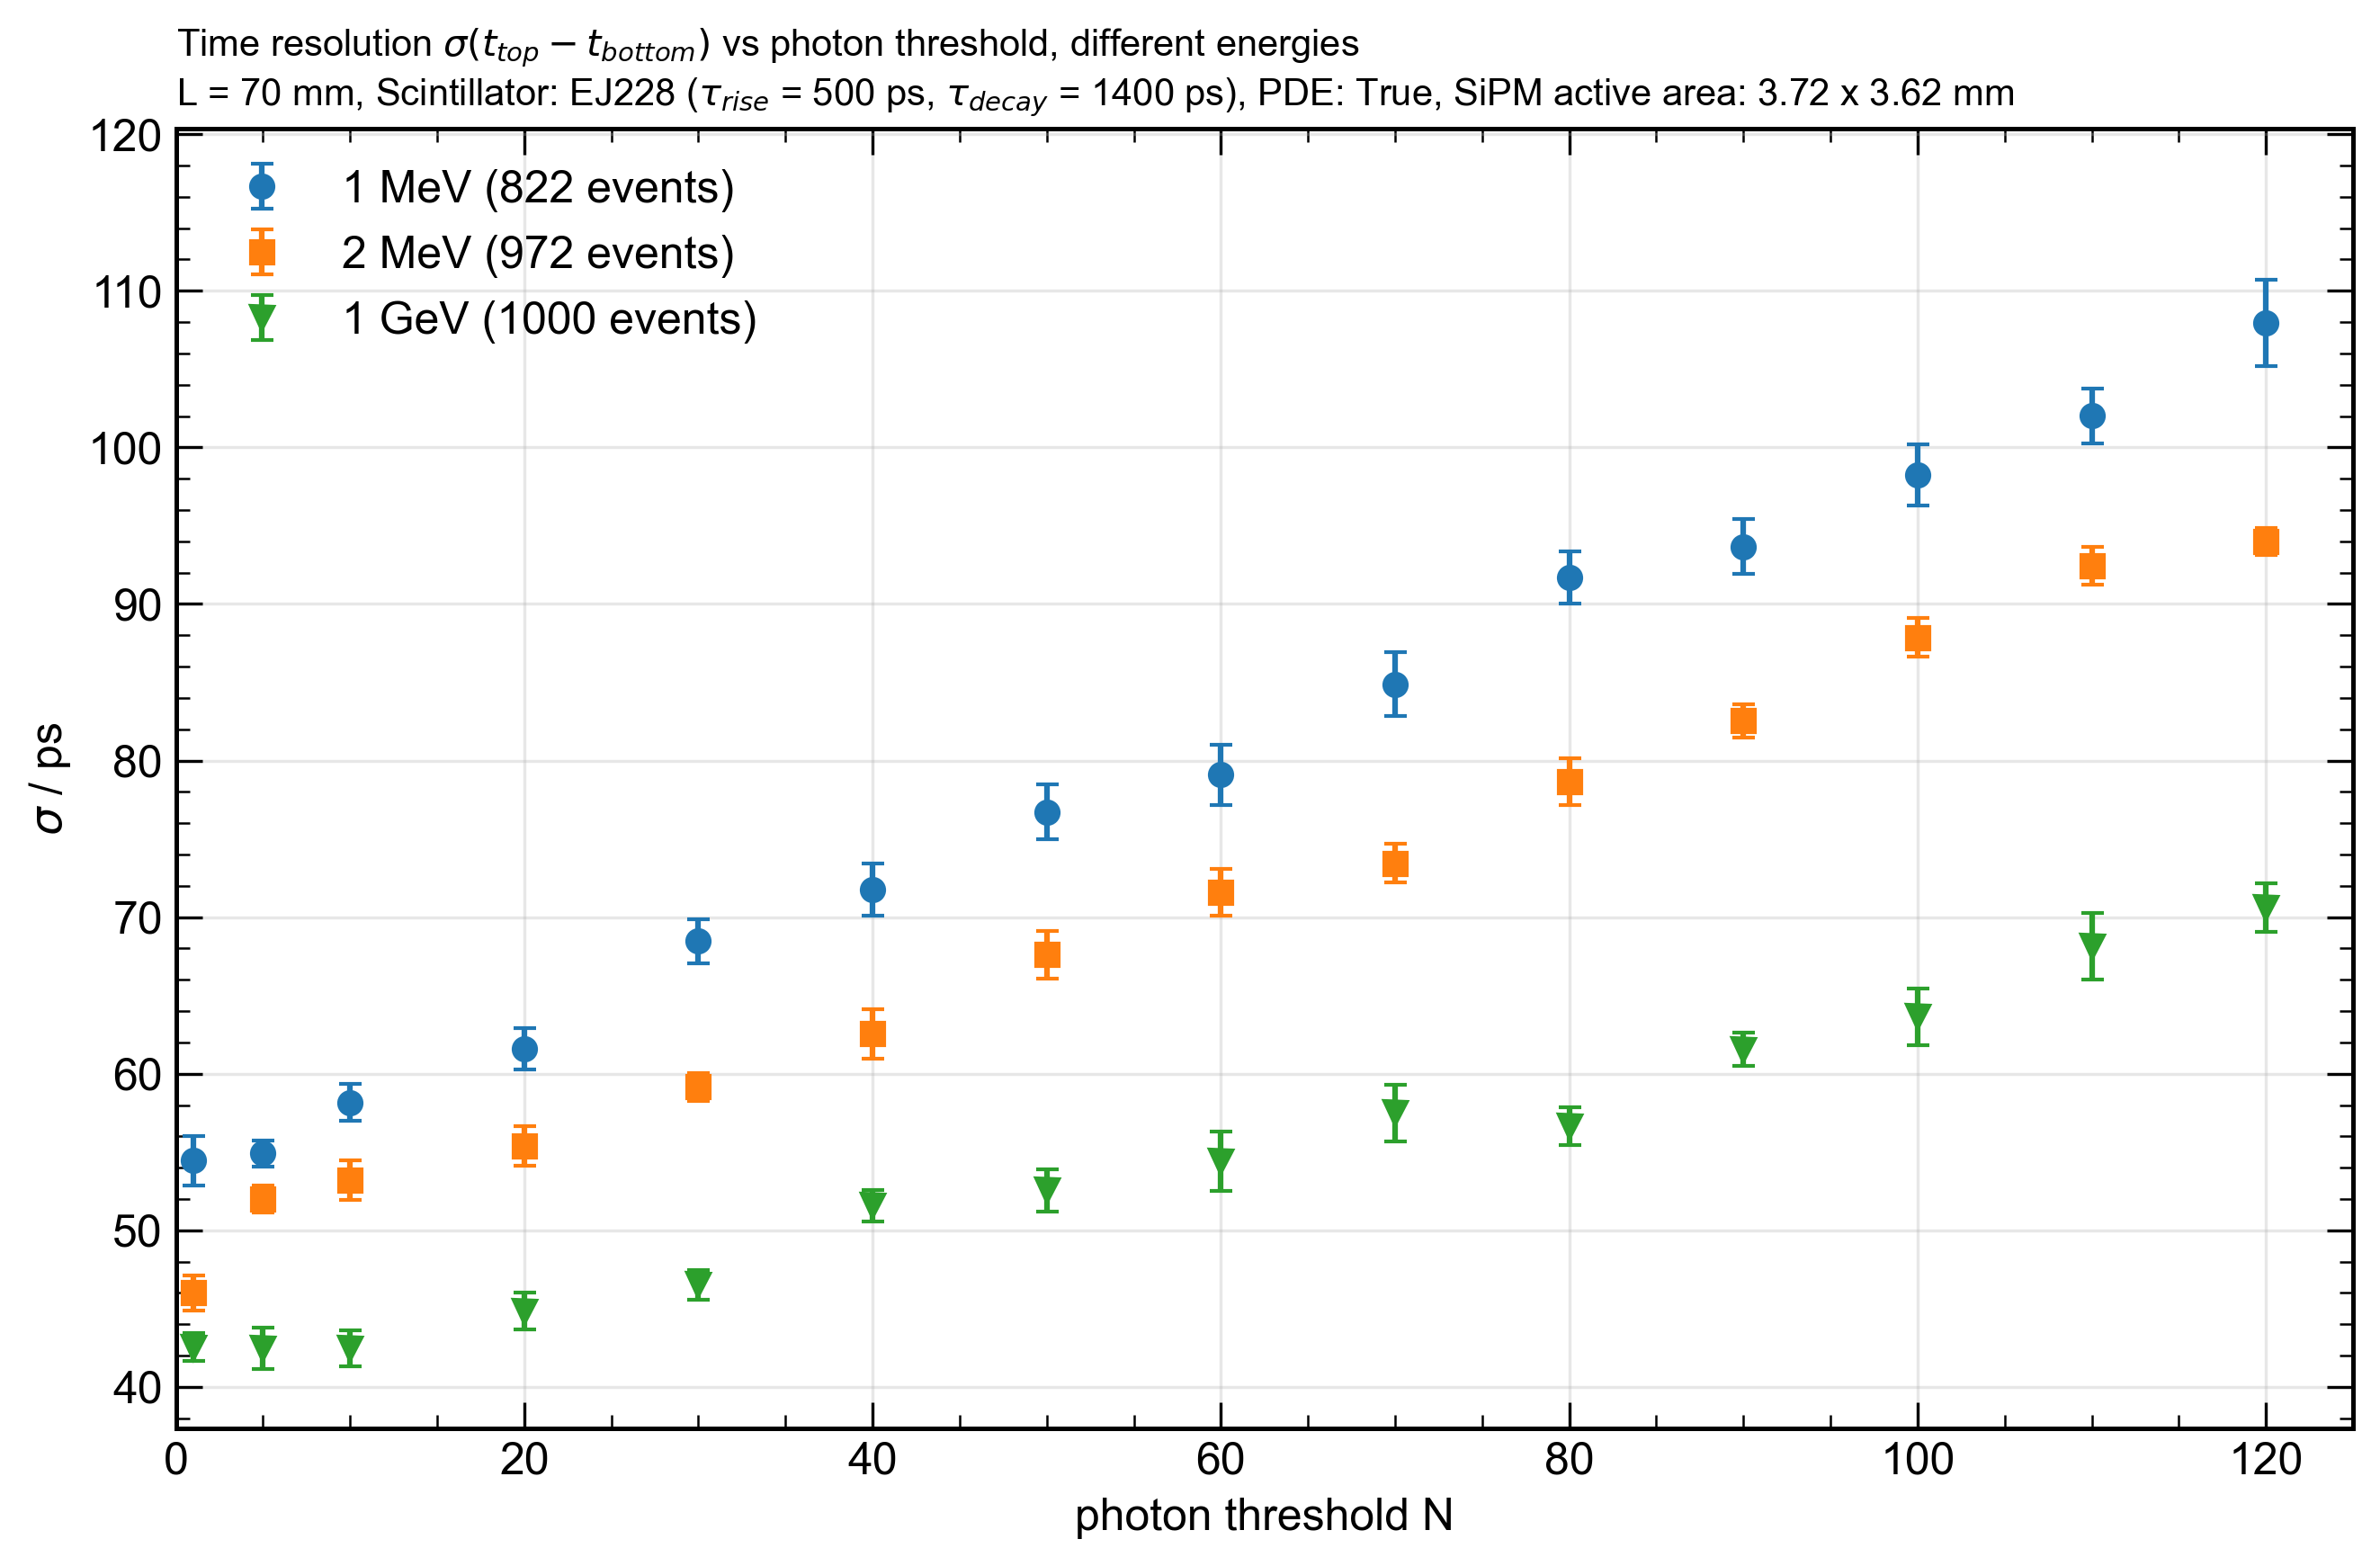 Time resolution σ(t_top − t_bottom) vs photon threshold, different energies
L = 70 mm, Scintillator: EJ228 (τ_rise = 500 ps, τ_decay = 1400 ps), PDE: True, SiPM active area: 3.72 x 3.62 mm
1 MeV (822 events)
2 MeV (972 events)
1 GeV (1000 events)
120
110
100
90
80
70
60
50
40
σ / ps
0 20 40 60 80 100 120
photon threshold N